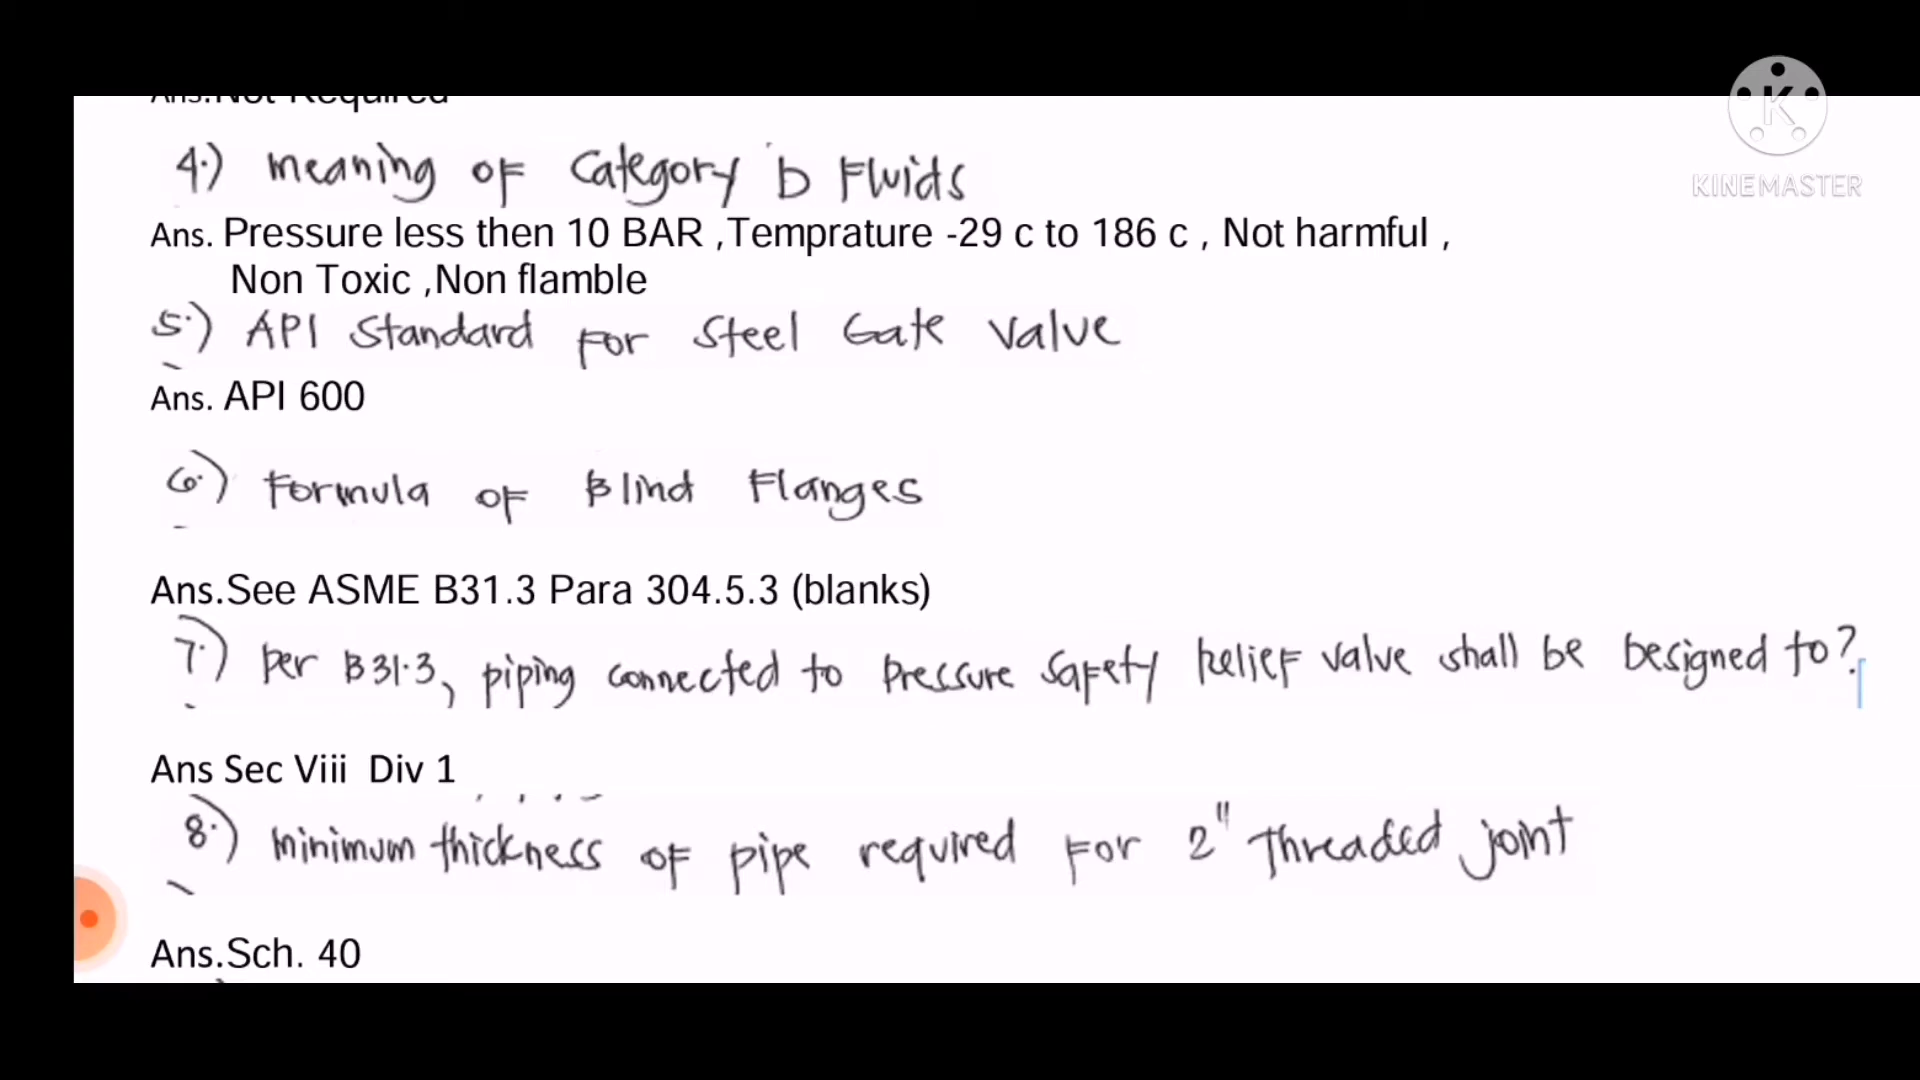 Ans.Not Required
4.) meaning of Category D Fluids
Ans. Pressure less then 10 BAR ,Temprature -29 c to 186 c , Not harmful ,
Non Toxic ,Non flamble
5.) API Standard For Steel Gate Valve
Ans. API 600
6.) Formula of Blind Flanges
Ans.See ASME B31.3 Para 304.5.3 (blanks)
7.) Per B31.3, piping connected to pressure safety Relief valve shall be Designed to?
Ans Sec Viii Div 1
8.) minimum thickness of pipe required For 2" Threaded joint
Ans.Sch. 40
K
KINEMASTER